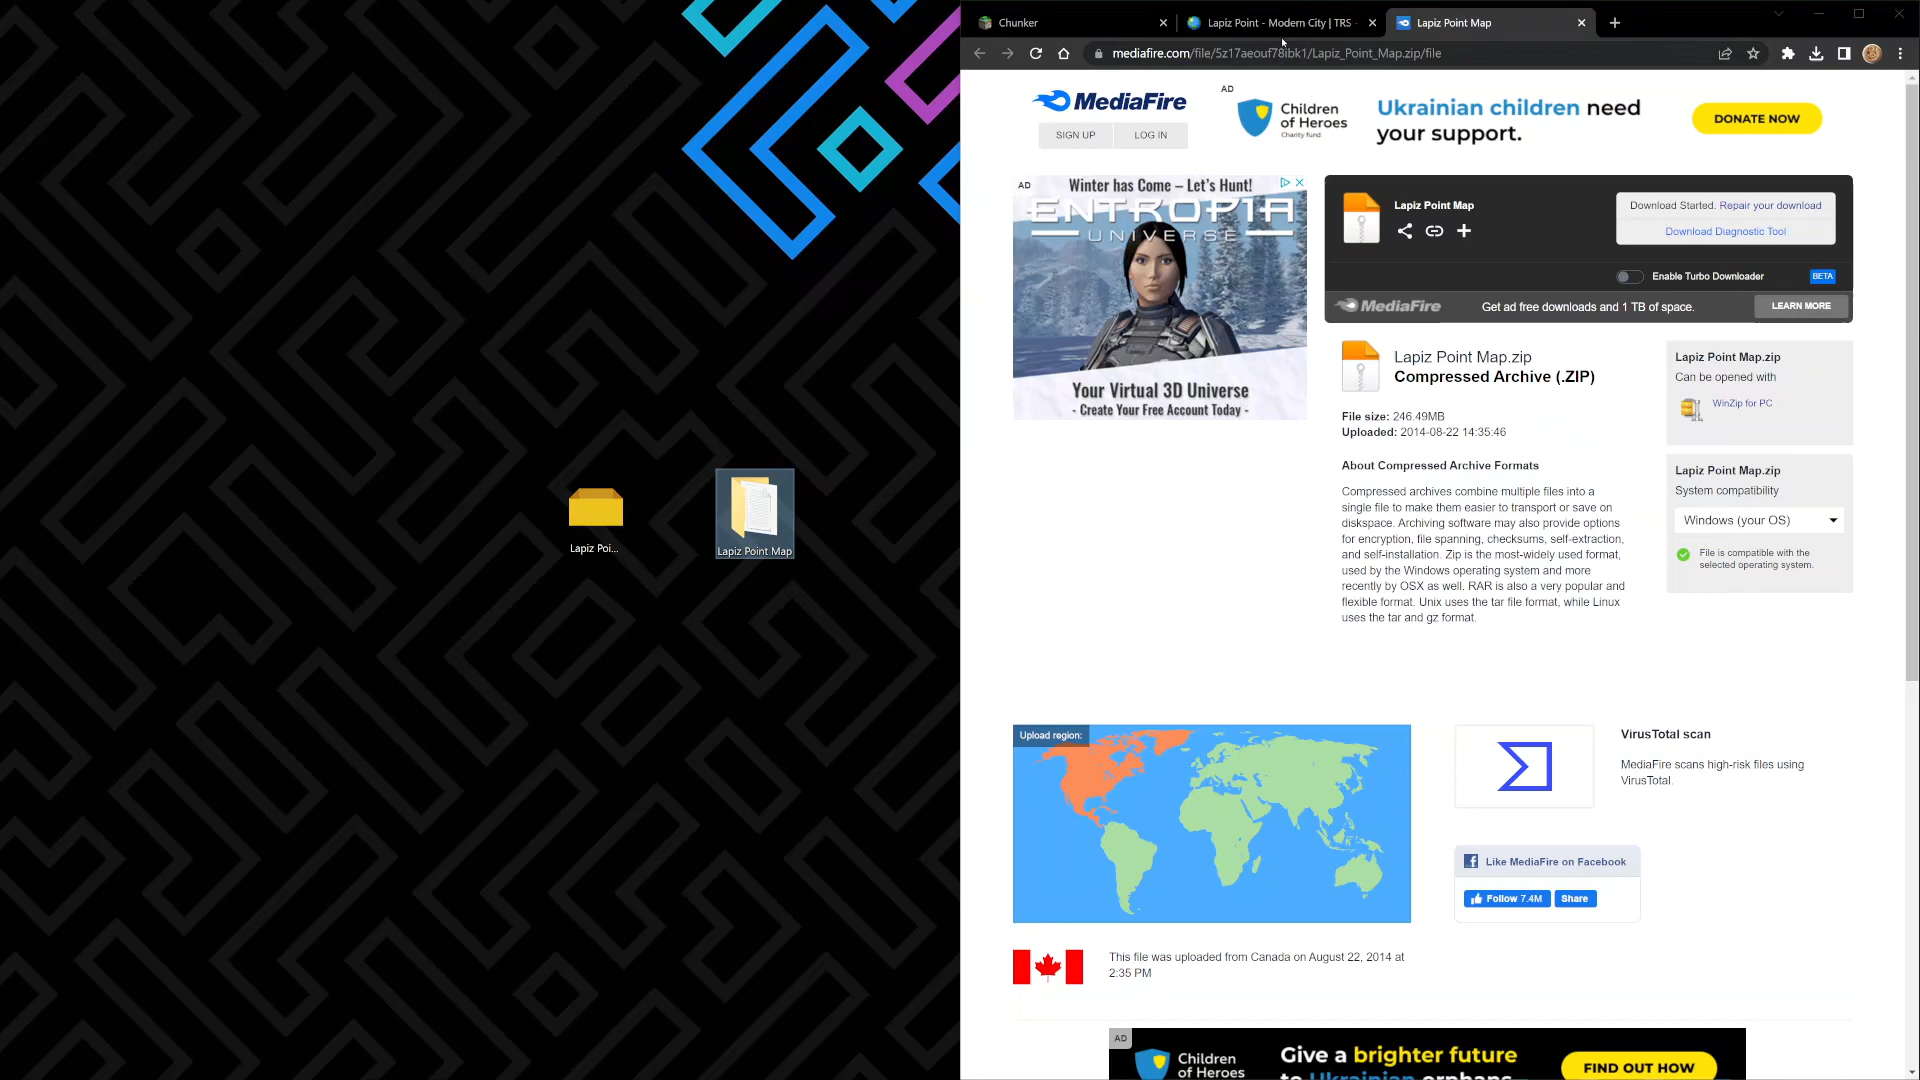 Chunker
Lapiz Point - Modern City | TRS
Lapiz Point Map
mediafire.com/file/5z17aeouf78ibk1/Lapiz_Point_Map.zip/file
MediaFire
SIGN UP
LOG IN
AD
Children
of Heroes
Charity fund
Ukrainian children need
your support.
DONATE NOW
AD
Winter has Come – Let's Hunt!
ENTROPIA
UNIVERSE
Your Virtual 3D Universe
- Create Your Free Account Today -
Lapiz Point Map
Download Started. Repair your download
Download Diagnostic Tool
Enable Turbo Downloader
BETA
MediaFire
Get ad free downloads and 1 TB of space.
LEARN MORE
Lapiz Point Map.zip
Compressed Archive (.ZIP)
File size: 246.49MB
Uploaded: 2014-08-22 14:35:46
About Compressed Archive Formats
Compressed archives combine multiple files into a
single file to make them easier to transport or save on
diskspace. Archiving software may also provide options
for encryption, file spanning, checksums, self-extraction,
and self-installation. Zip is the most-widely used format,
used by the Windows operating system and more
recently by OSX as well. RAR is also a very popular and
flexible format. Unix uses the tar file format, while Linux
uses the tar and gz format.
Lapiz Point Map.zip
Can be opened with
WinZip for PC
Lapiz Point Map.zip
System compatibility
Windows (your OS)
File is compatible with the
selected operating system.
Lapiz Poi...
Lapiz Point Map
Upload region:
VirusTotal scan
MediaFire scans high-risk files using
VirusTotal.
Like MediaFire on Facebook
Follow 7.4M
Share
This file was uploaded from Canada on August 22, 2014 at
2:35 PM
AD
Children
of Heroes
Give a brighter future
to Ukrainian orphans
FIND OUT HOW